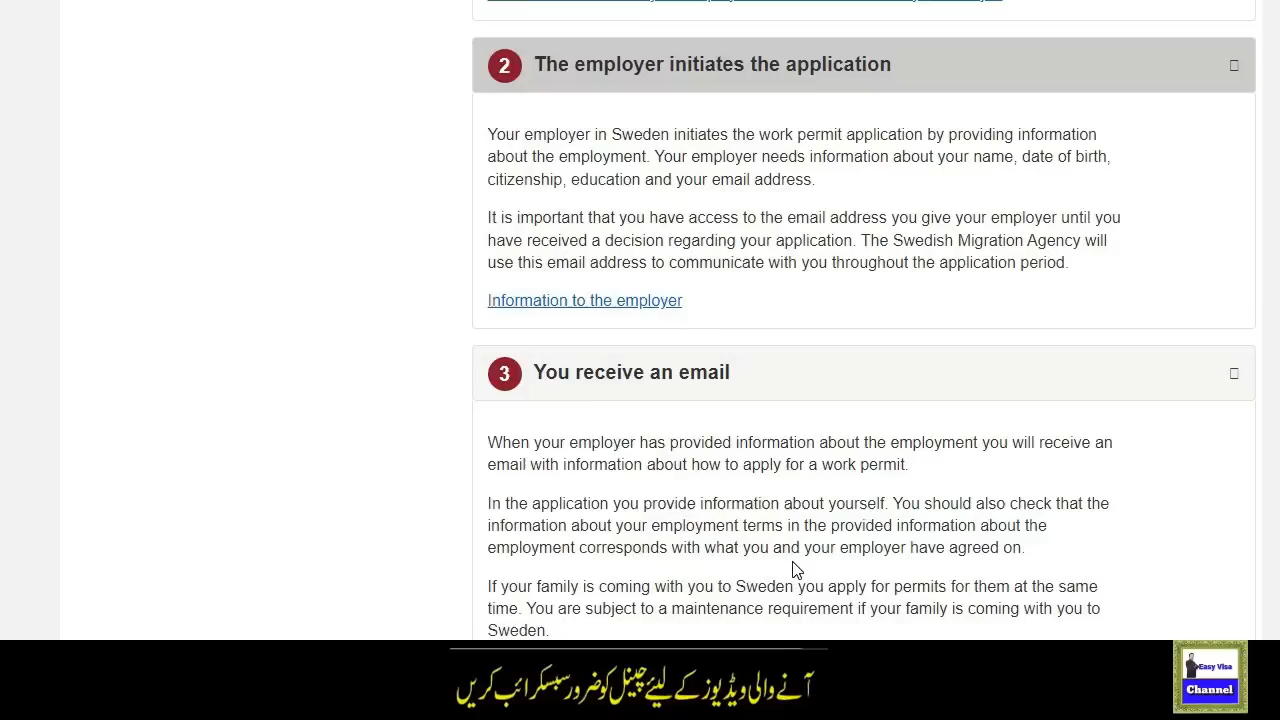 2 The employer initiates the application
Your employer in Sweden initiates the work permit application by providing information
about the employment. Your employer needs information about your name, date of birth,
citizenship, education and your email address.
It is important that you have access to the email address you give your employer until you
have received a decision regarding your application. The Swedish Migration Agency will
use this email address to communicate with you throughout the application period.
Information to the employer
3 You receive an email
When your employer has provided information about the employment you will receive an
email with information about how to apply for a work permit.
In the application you provide information about yourself. You should also check that the
information about your employment terms in the provided information about the
employment corresponds with what you and your employer have agreed on.
If your family is coming with you to Sweden you apply for permits for them at the same
time. You are subject to a maintenance requirement if your family is coming with you to
Sweden.
آنے والی ویڈیوز کے لیئے چینل کو ضرور سبسکرائب کریں
Easy Visa
Channel